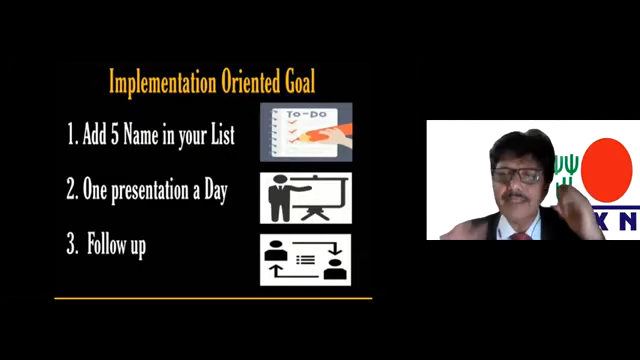 Implementation Oriented Goal
1. Add 5 Name in your List
TO-DO
2. One presentation a Day
3. Follow up
X N